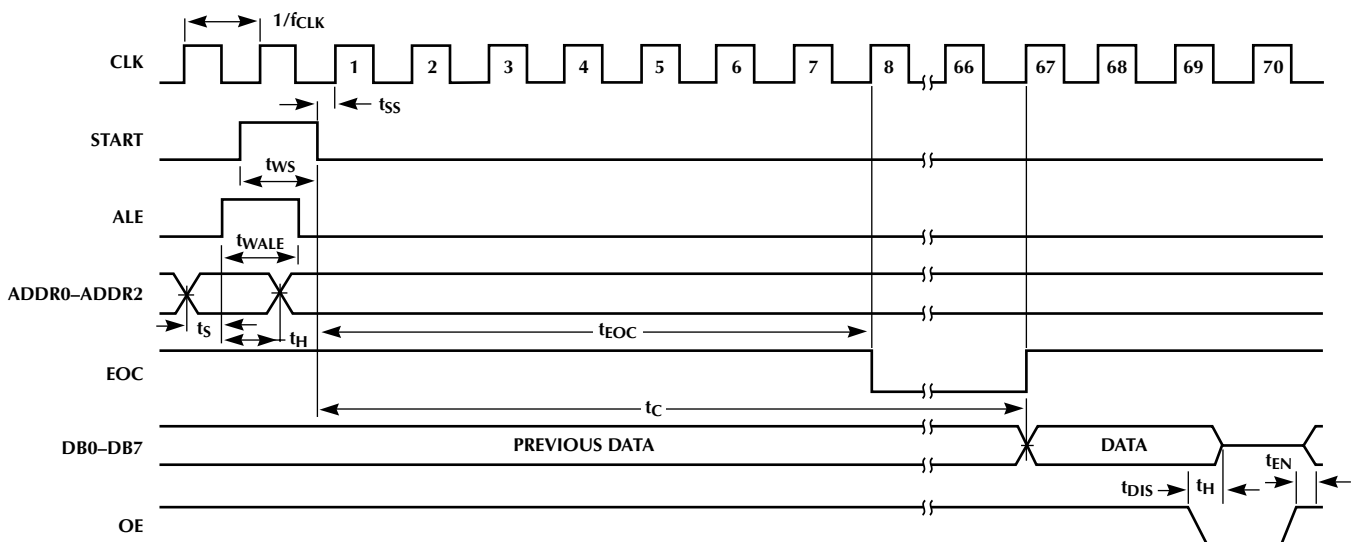 1/fCLK
CLK 1 2 3 4 5 6 7 8 66 67 68 69 70
tSS
START
tWS
ALE
tWALE
ADDR0–ADDR2
tS tH tEOC
EOC
tC
DB0–DB7 PREVIOUS DATA DATA
tEN
tDIS tH
OE